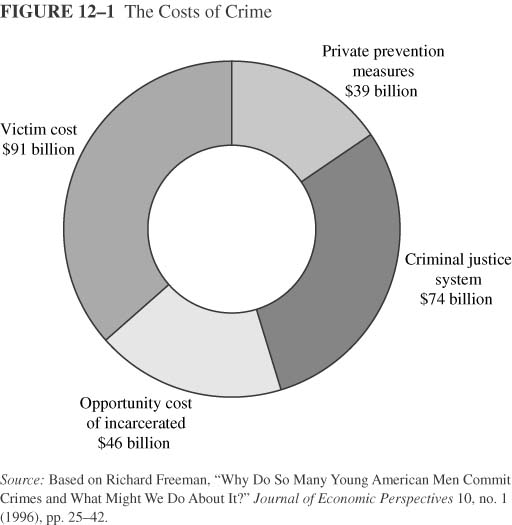 FIGURE 12–1 The Costs of Crime
Private prevention
measures
$39 billion
Victim cost
$91 billion
Criminal justice
system
$74 billion
Opportunity cost
of incarcerated
$46 billion
Source: Based on Richard Freeman, “Why Do So Many Young American Men Commit
Crimes and What Might We Do About It?” Journal of Economic Perspectives 10, no. 1
(1996), pp. 25–42.